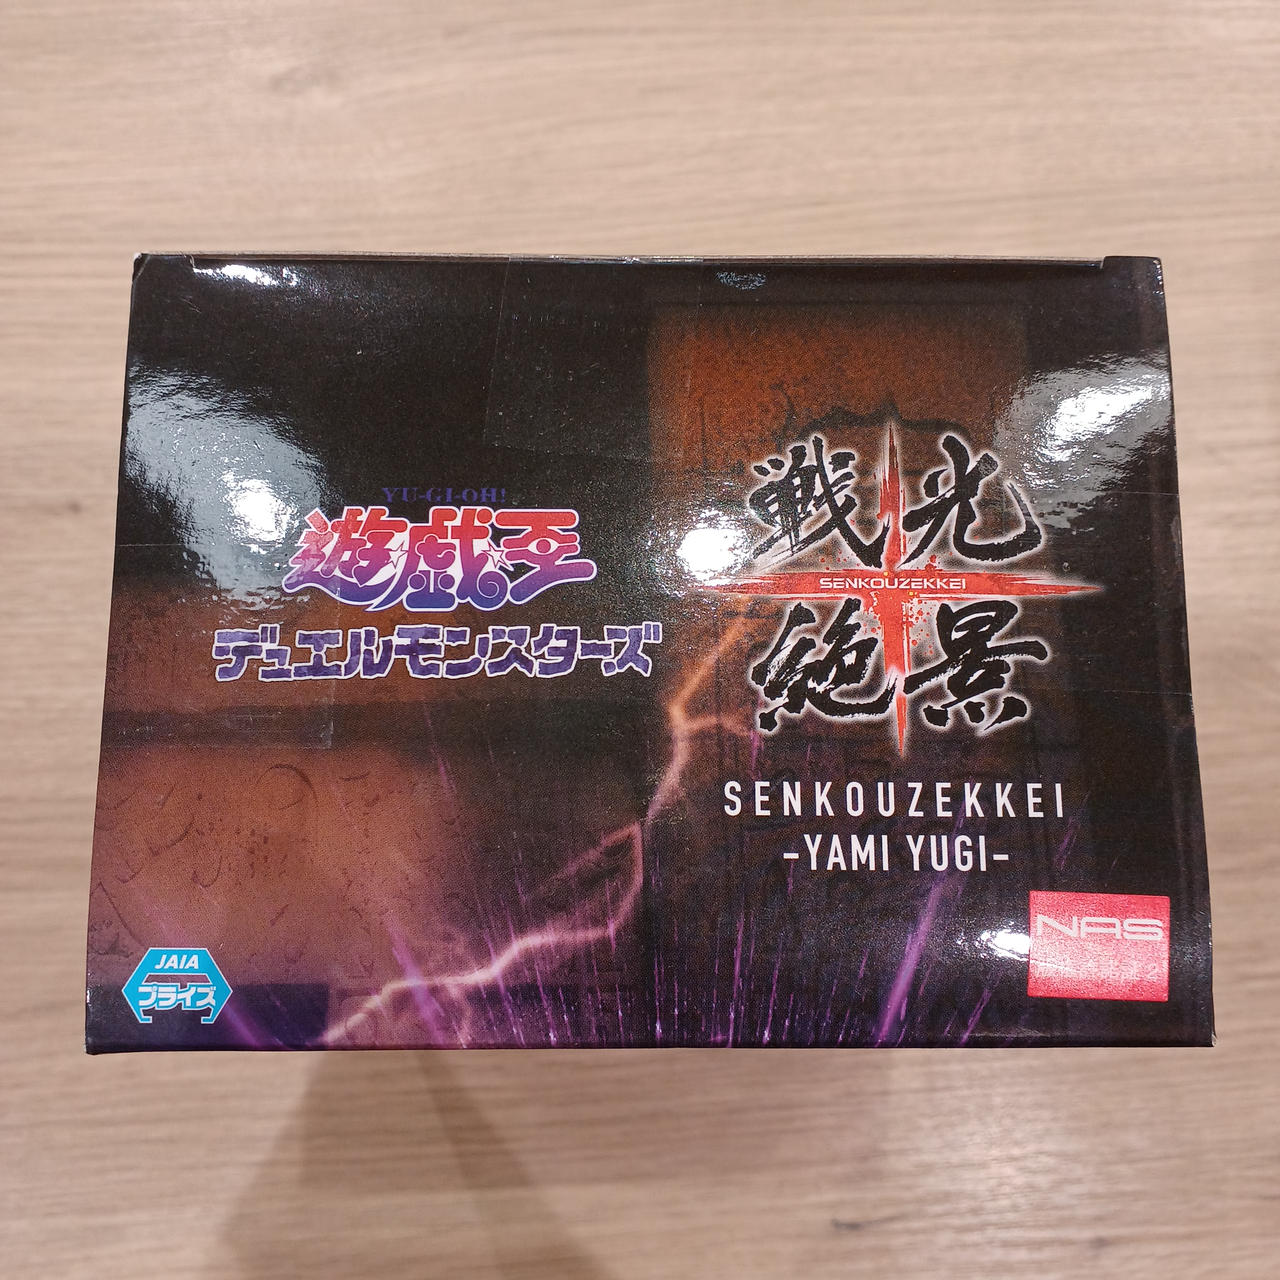 YU-GI-OH!
遊☆戯☆王
デュエルモンスターズ
戦光
SENKOUZEKKEI
絶景
SENKOUZEKKEI
-YAMI YUGI-
NAS
JAIA
プライズ